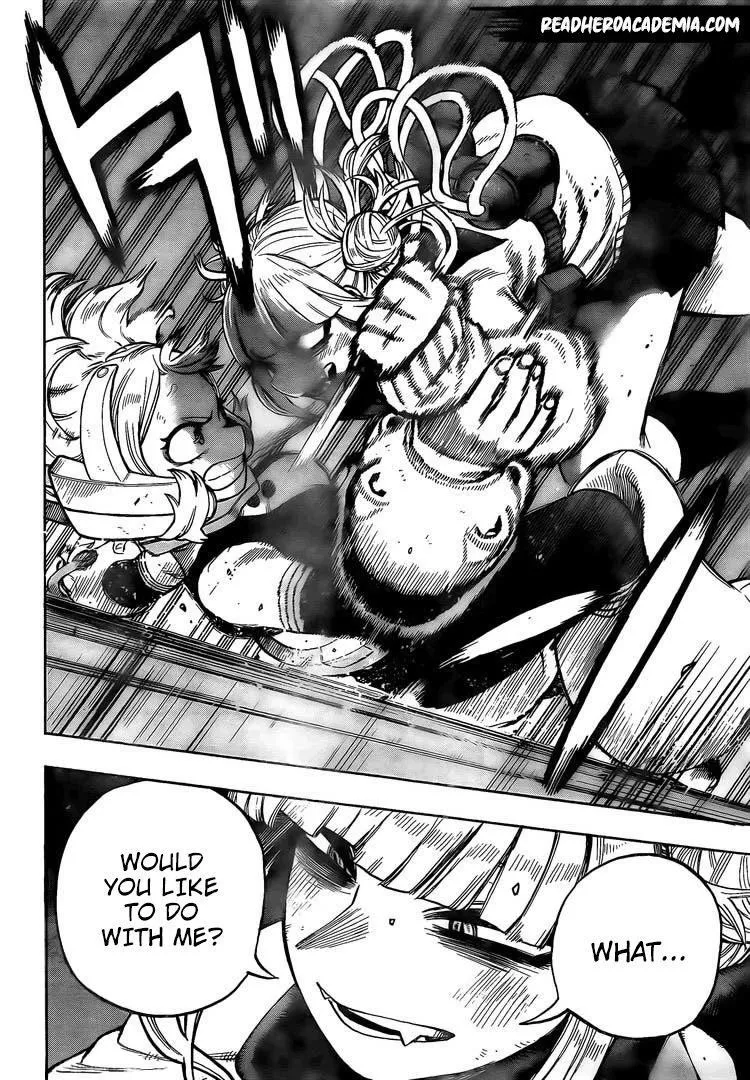 READHEROACADEMIA.COM
WHAT...
WOULD
YOU LIKE
TO DO
WITH ME?